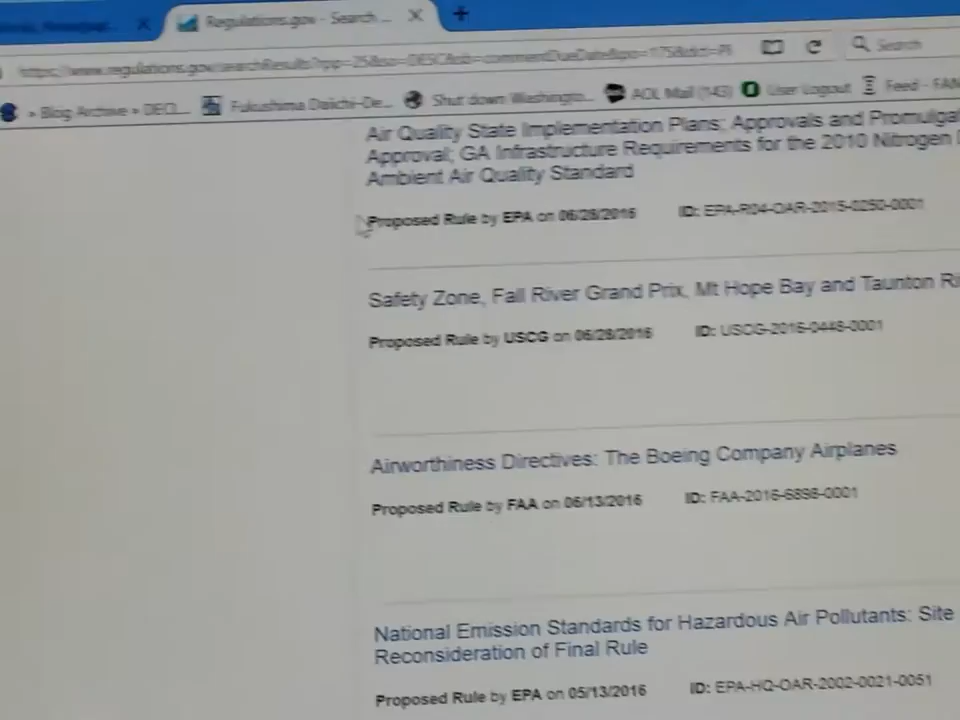 Regulations.gov - Search ...
Search
» Blog Archive » DECL...
Fukushima Daiichi-De...
Shut down Washingto...
AOL Mail (143)
User Logout
Feed - FAN
Air Quality State Implementation Plans: Approvals and Promulgat
Approval; GA Infrastructure Requirements for the 2010 Nitrogen
Ambient Air Quality Standard
Proposed Rule by EPA on 06/28/2016 ID: EPA-R04-OAR-2015-0250-0001
Safety Zone, Fall River Grand Prix, Mt Hope Bay and Taunton Ri
Proposed Rule by USCG on 06/28/2016 ID: USCG-2016-0448-0001
Airworthiness Directives: The Boeing Company Airplanes
Proposed Rule by FAA on 06/13/2016 ID: FAA-2016-6898-0001
National Emission Standards for Hazardous Air Pollutants: Site
Reconsideration of Final Rule
Proposed Rule by EPA on 05/13/2016 ID: EPA-HQ-OAR-2002-0021-0051